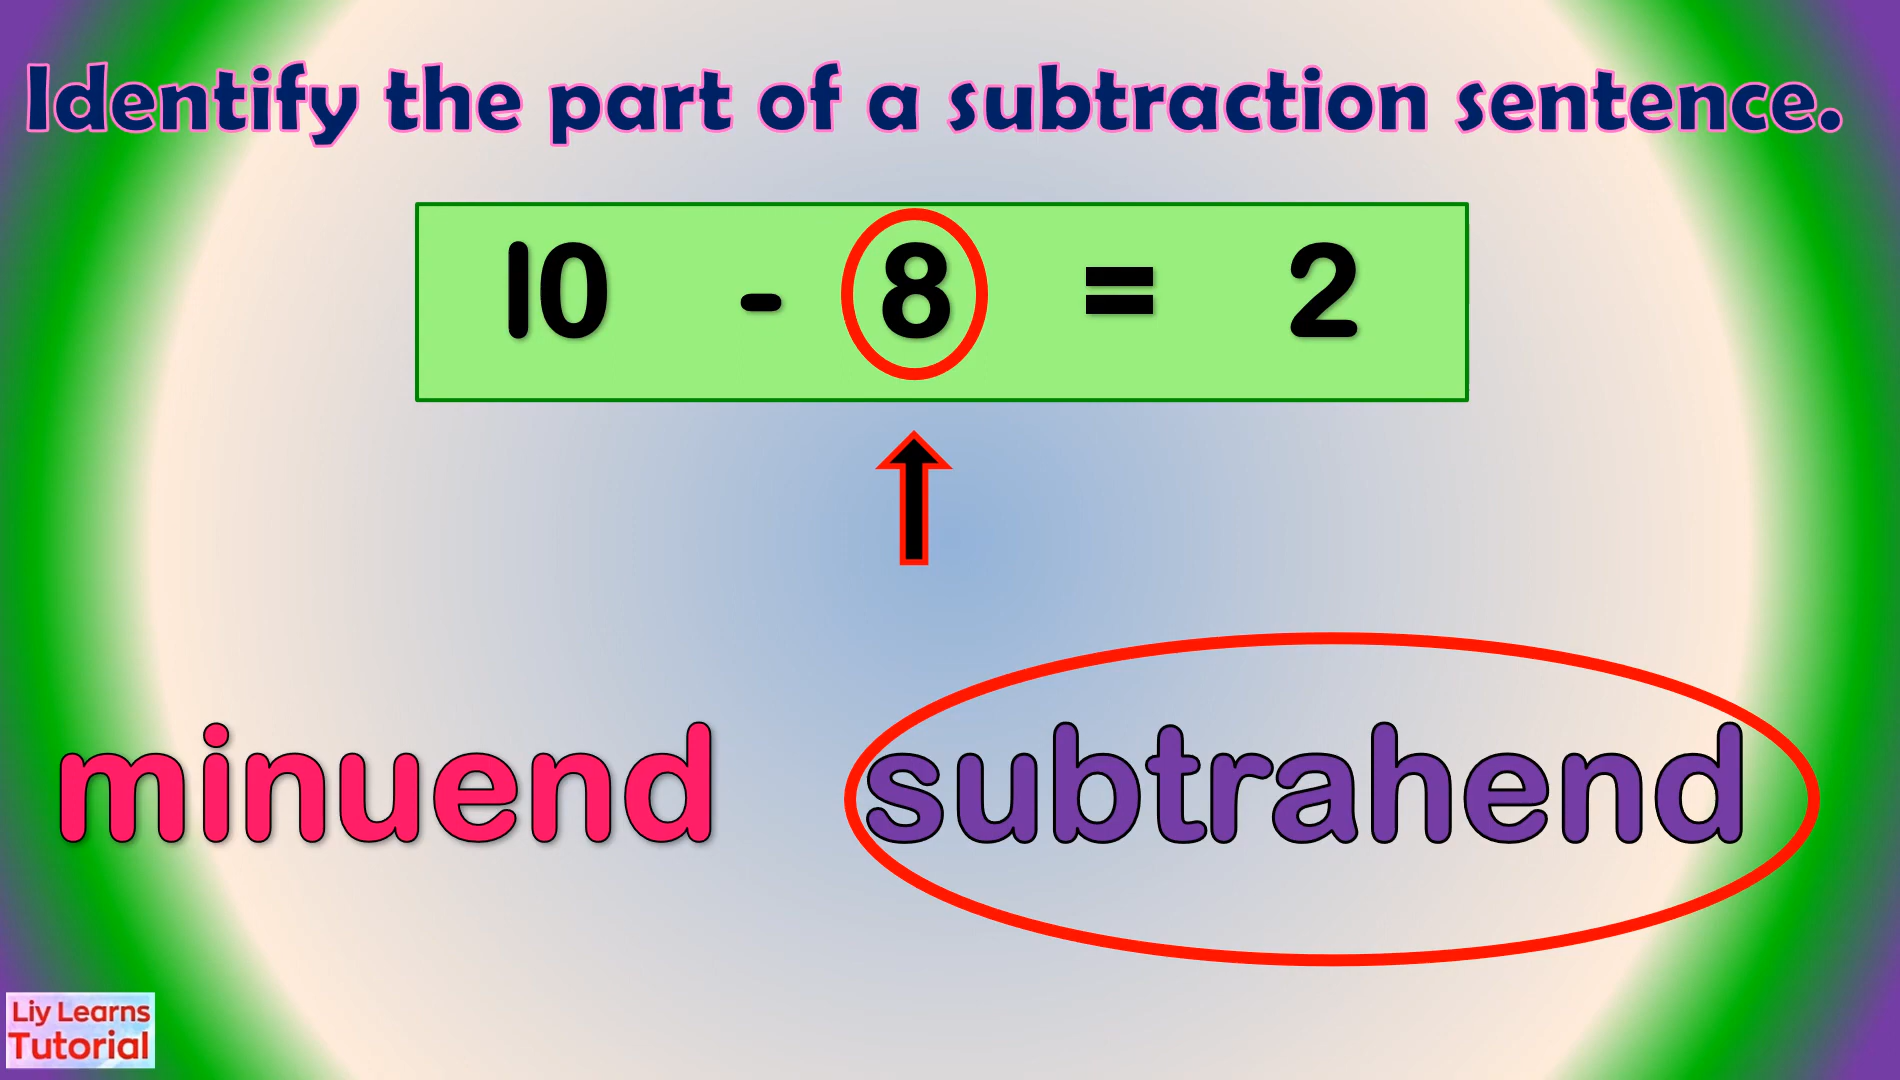 Identify the part of a subtraction sentence.
10 - 8 = 2
minuend subtrahend
Liy Learns
Tutorial